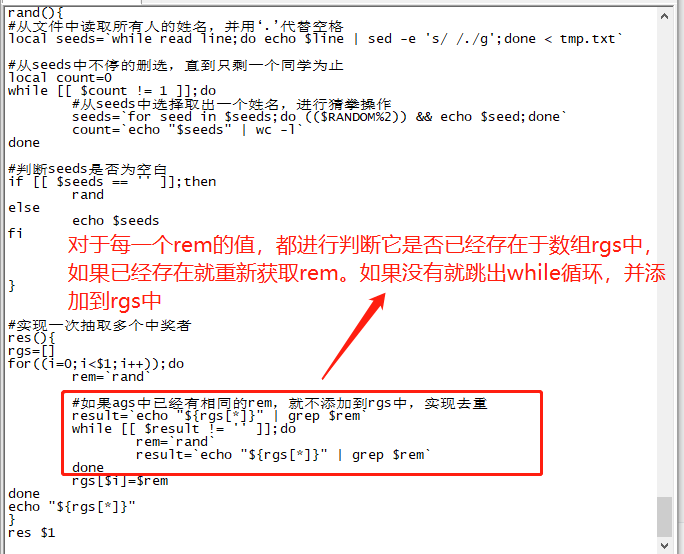 rand(){
#从文件中读取所有人的姓名,并用‘.’代替空格
local seeds=`while read line;do echo $line | sed -e 's/ /./g';done < tmp.txt`
#从seeds中不停的删选,直到只剩一个同学为止
local count=0
while [[ $count != 1 ]];do
#从seeds中选择取出一个姓名,进行猜拳操作
seeds=`for seed in $seeds;do (($RANDOM%2)) && echo $seed;done`
count=`echo "$seeds" | wc -l`
done
#判断seeds是否为空白
if [[ $seeds == '' ]];then
rand
else
echo $seeds
fi
对于每一个rem的值,都进行判断它是否已经存在于数组rgs中,
如果已经存在就重新获取rem。如果没有就跳出while循环,并添
加到rgs中
}
#实现一次抽取多个中奖者
res(){
rgs=[]
for((i=0;i<$1;i++));do
rem=`rand`
#如果ags中已经有相同的rem,就不添加到rgs中,实现去重
result=`echo "${rgs[*]}" | grep $rem`
while [[ $result != '' ]];do
rem=`rand`
result=`echo "${rgs[*]}" | grep $rem`
done
rgs[$i]=$rem
done
echo "${rgs[*]}"
}
res $1